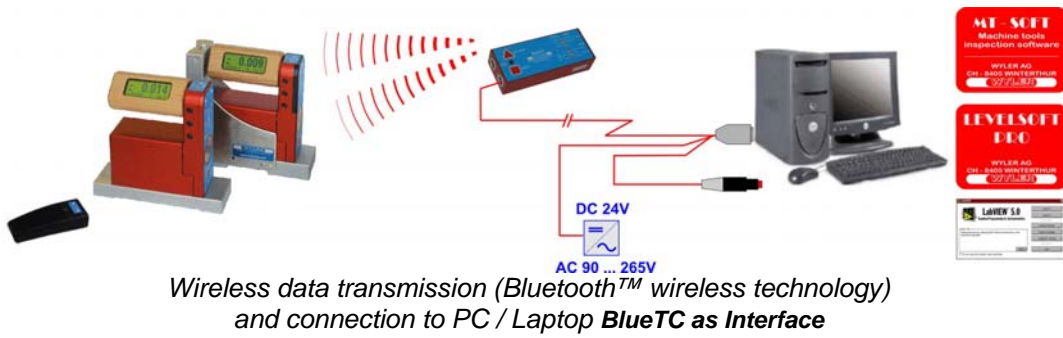 0.014
0.009
MT - SOFT
Machine tools
inspection software
WYLER AG
CH - 8405 WINTERTHUR
WYLER
LEVELSOFT
PRO
WYLER AG
CH - 8405 WINTERTHUR
WYLER
LabVIEW 5.0
DC 24V
AC 90 ... 265V
Wireless data transmission (Bluetooth™ wireless technology)
and connection to PC / Laptop BlueTC as Interface